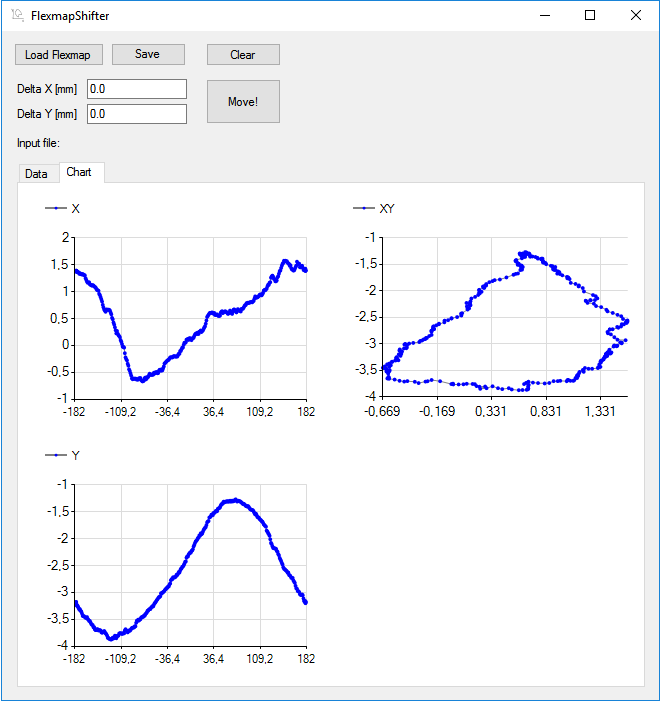 FlexmapShifter
Load Flexmap Save Clear
Delta X [mm] 0.0
Move!
Delta Y [mm] 0.0
Input file:
Data Chart
X
2
1,5
1
0,5
0
-0,5
-1
-182 -109,2 -36,4 36,4 109,2 182
XY
-1
-1,5
-2
-2,5
-3
-3,5
-4
-0,669 -0,169 0,331 0,831 1,331
Y
-1
-1,5
-2
-2,5
-3
-3,5
-4
-182 -109,2 -36,4 36,4 109,2 182